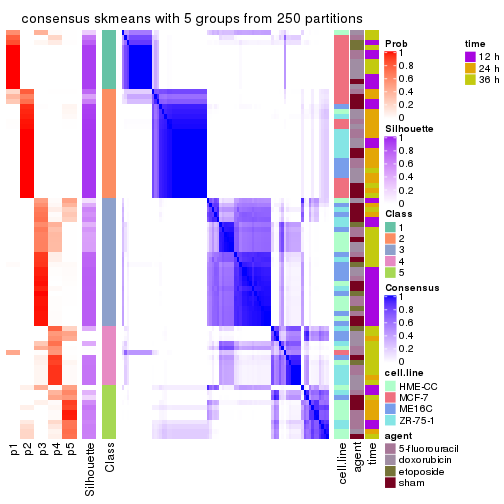 consensus skmeans with 5 groups from 250 partitions
p1
p2
p3
p4
p5
Silhouette
Class
cell.line
agent
time
Prob
1
0.8
0.6
0.4
0.2
0
Silhouette
1
0.8
0.6
0.4
0.2
0
Class
1
2
3
4
5
Consensus
1
0.8
0.6
0.4
0.2
0
cell.line
HME-CC
MCF-7
ME16C
ZR-75-1
agent
5-fluorouracil
doxorubicin
etoposide
sham
time
12 h
24 h
36 h